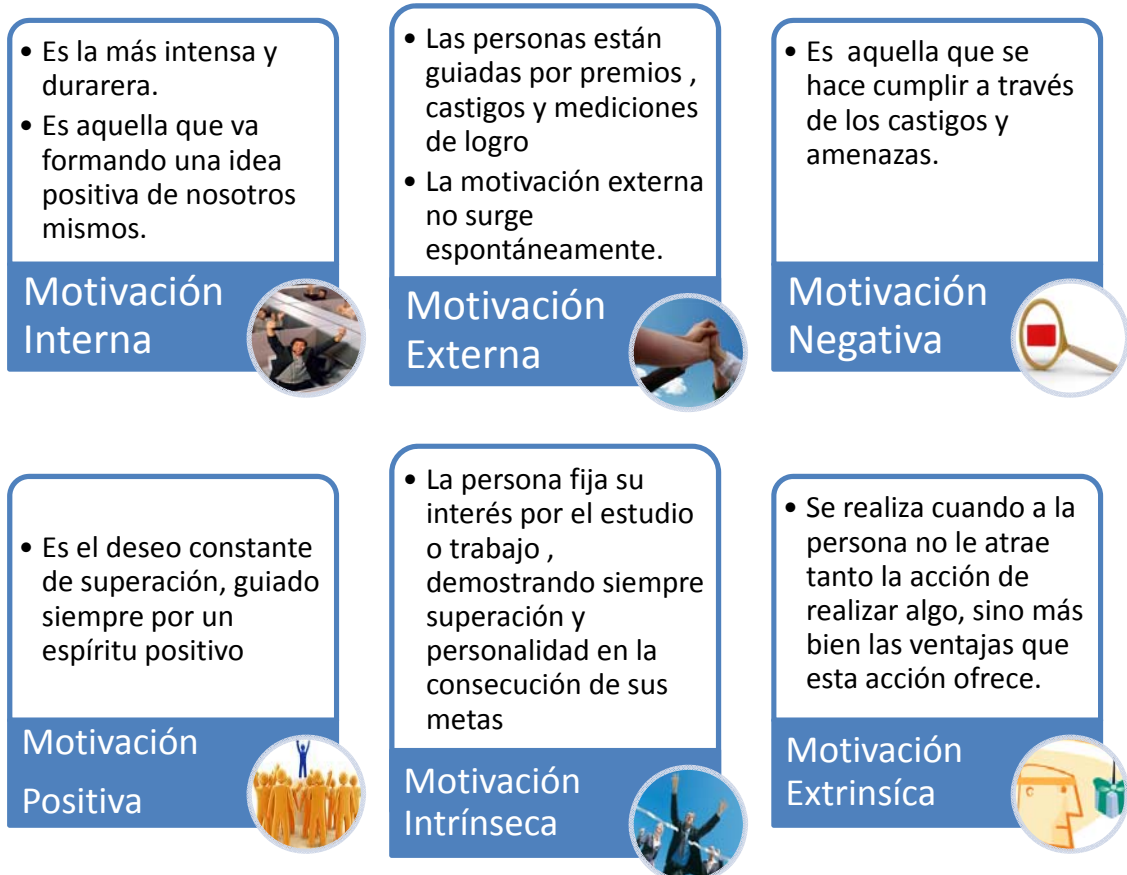 • Es la más intensa y
durarera.
• Es aquella que va
formando una idea
positiva de nosotros
mismos.
Motivación
Interna
• Las personas están
guiadas por premios ,
castigos y mediciones
de logro
• La motivación externa
no surge
espontáneamente.
Motivación
Externa
• Es  aquella que se
hace cumplir a través
de los castigos y
amenazas.
Motivación
Negativa
• Es el deseo constante
de superación, guiado
siempre por un
espíritu positivo
Motivación
Positiva
• La persona fija su
interés por el estudio
o trabajo ,
demostrando siempre
superación y
personalidad en la
consecución de sus
metas
Motivación
Intrínseca
• Se realiza cuando a la
persona no le atrae
tanto la acción de
realizar algo, sino más
bien las ventajas que
esta acción ofrece.
Motivación
Extrinsíca